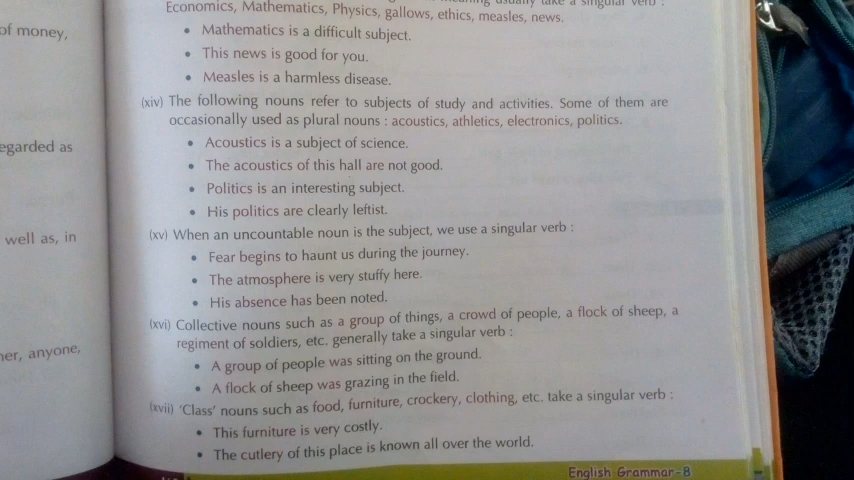 of money,
egarded as
well as, in
ner, anyone,
Economics, Mathematics, Physics, gallows, ethics, measles, news.
• Mathematics is a difficult subject.
• This news is good for you.
• Measles is a harmless disease.
(xiv) The following nouns refer to subjects of study and activities. Some of them are
occasionally used as plural nouns : acoustics, athletics, electronics, politics.
• Acoustics is a subject of science.
• The acoustics of this hall are not good.
• Politics is an interesting subject.
• His politics are clearly leftist.
(xv) When an uncountable noun is the subject, we use a singular verb :
• Fear begins to haunt us during the journey.
• The atmosphere is very stuffy here.
• His absence has been noted.
(xvi) Collective nouns such as a group of things, a crowd of people, a flock of sheep, a
regiment of soldiers, etc. generally take a singular verb :
• A group of people was sitting on the ground.
• A flock of sheep was grazing in the field.
(xvii) ‘Class’ nouns such as food, furniture, crockery, clothing, etc. take a singular verb :
• This furniture is very costly.
• The cutlery of this place is known all over the world.
English Grammar-8